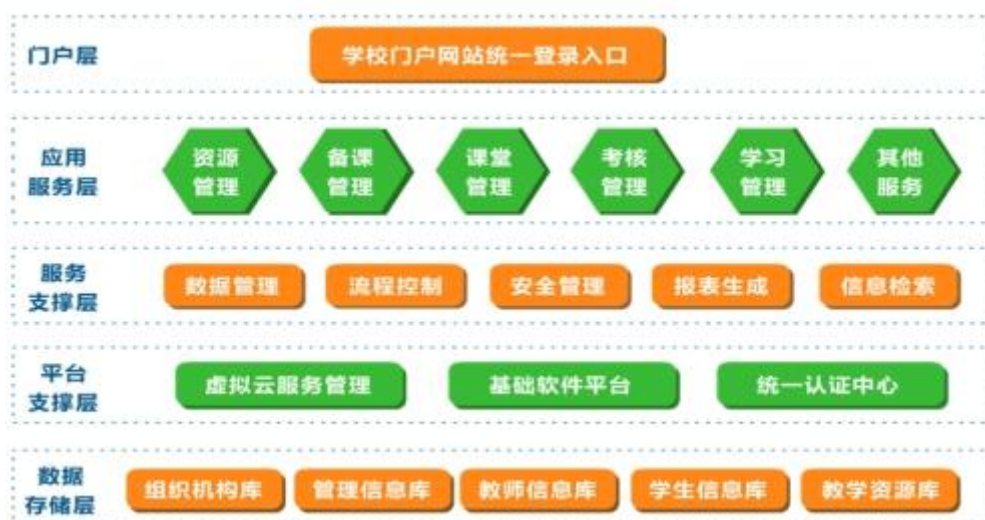 门户层
学校门户网站统一登录入口
应用
服务层
资源
管理
备课
管理
课堂
管理
考核
管理
学习
管理
其他
服务
服务
支撑层
数据管理
流程控制
安全管理
报表生成
信息检索
平台
支撑层
虚拟云服务管理
基础软件平台
统一认证中心
数据
存储层
组织机构库
管理信息库
教师信息库
学生信息库
教学资源库